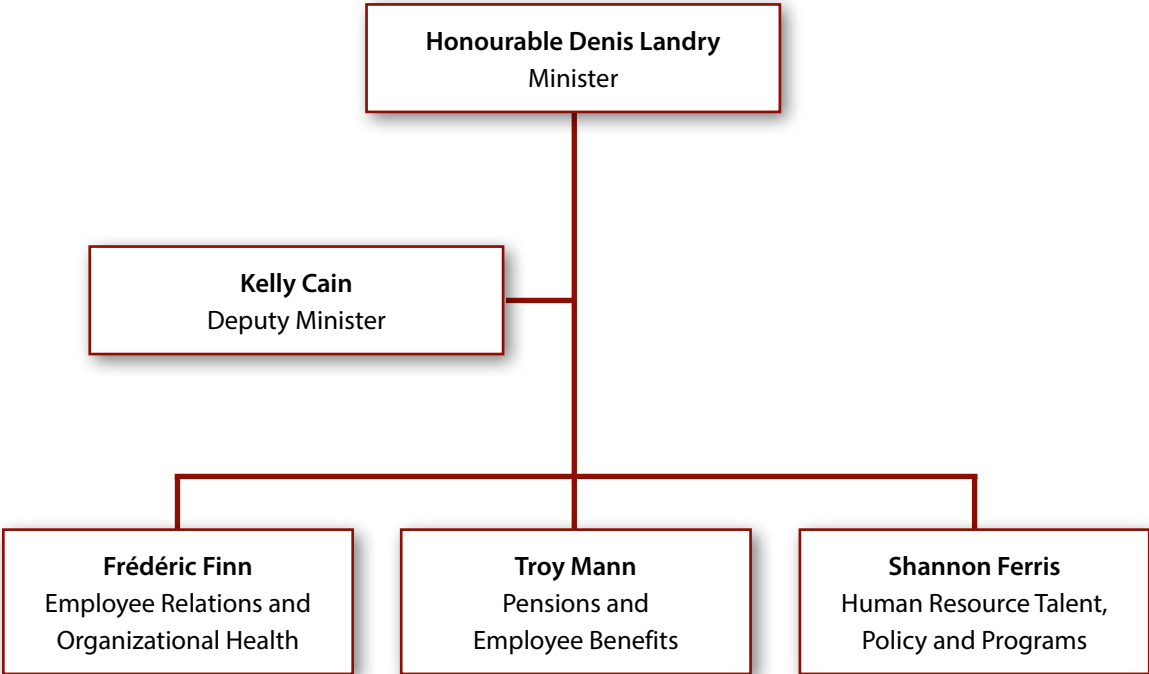 Honourable Denis Landry
Minister
Kelly Cain
Deputy Minister
Frédéric Finn
Employee Relations and
Organizational Health
Troy Mann
Pensions and
Employee Benefits
Shannon Ferris
Human Resource Talent,
Policy and Programs